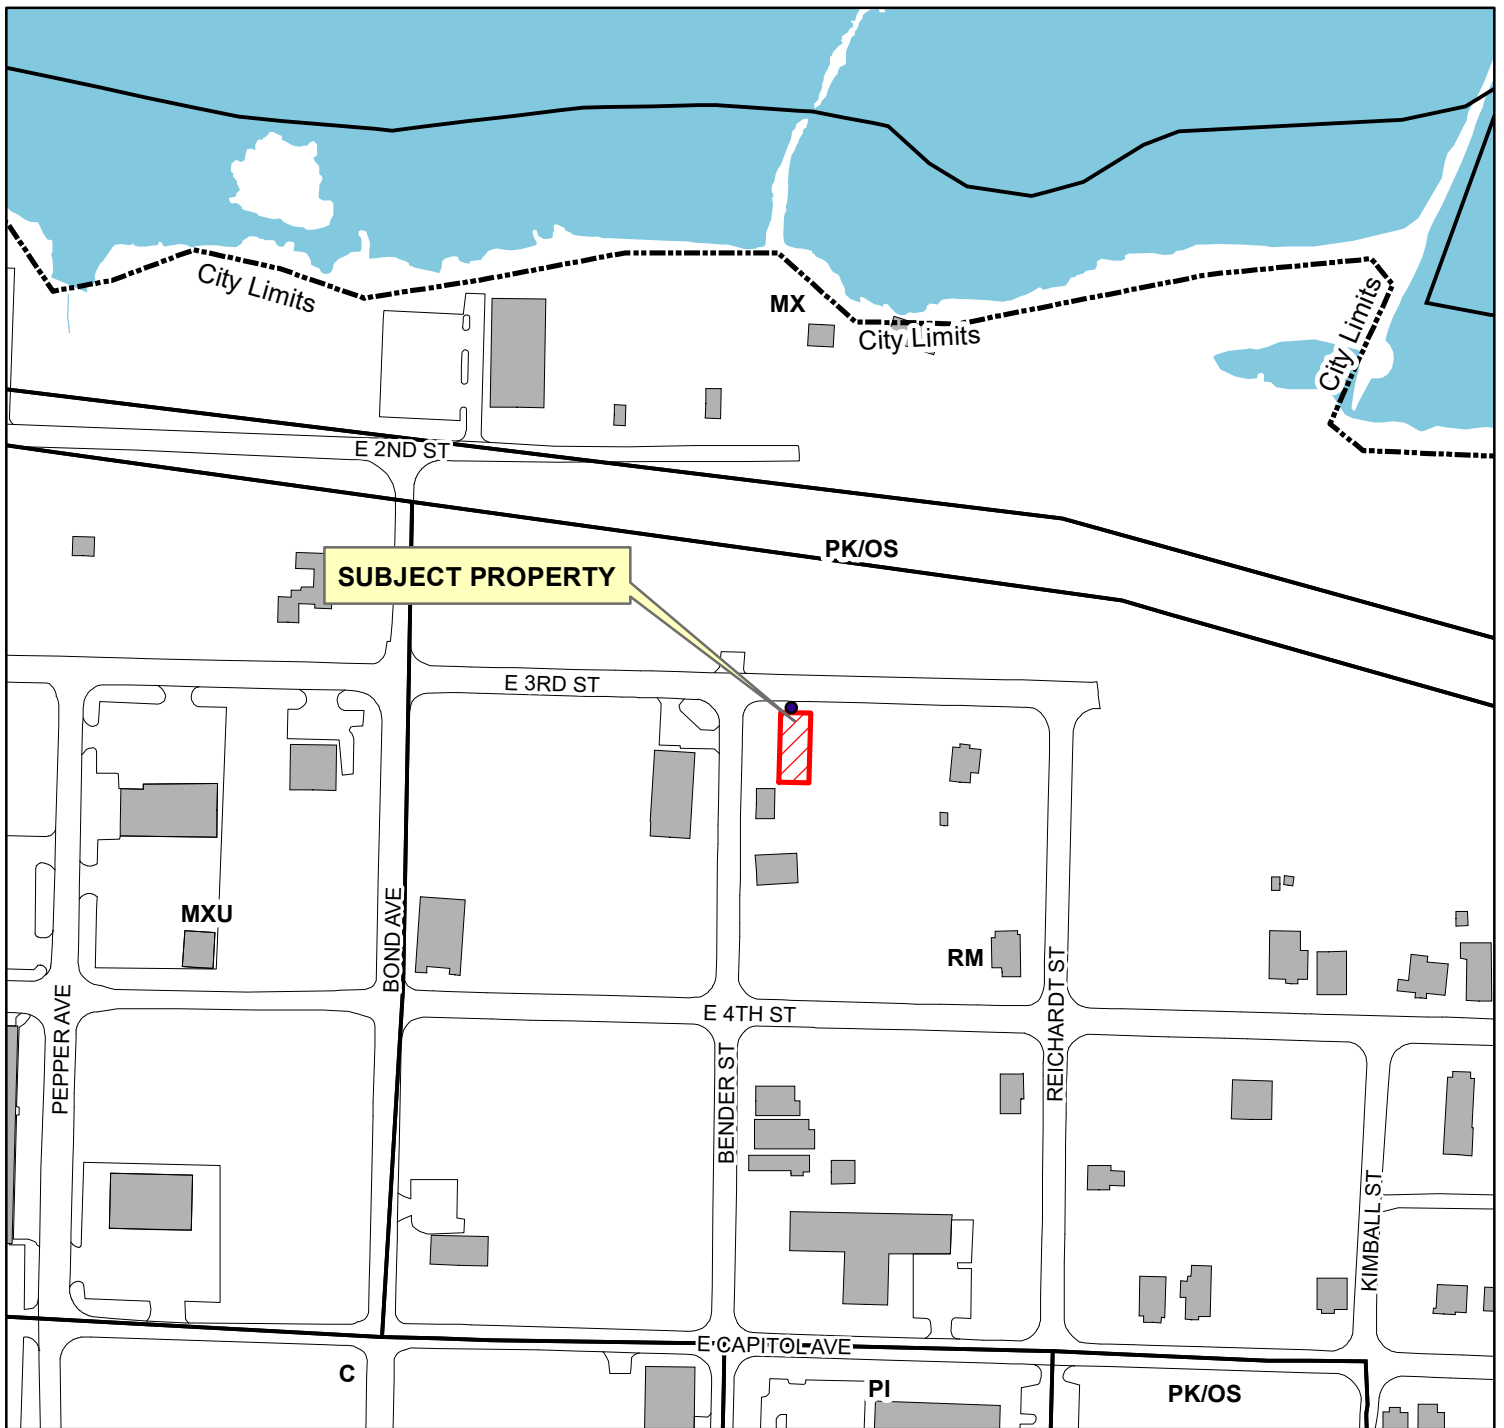 City Limits
MX
City Limits
City Limits
E 2ND ST
PK/OS
SUBJECT PROPERTY
E 3RD ST
MXU
BOND AVE
RM
REICHARDT ST
PEPPER AVE
E 4TH ST
BENDER ST
KIMBALL ST
E CAPITOL AVE
C
PI
PK/OS